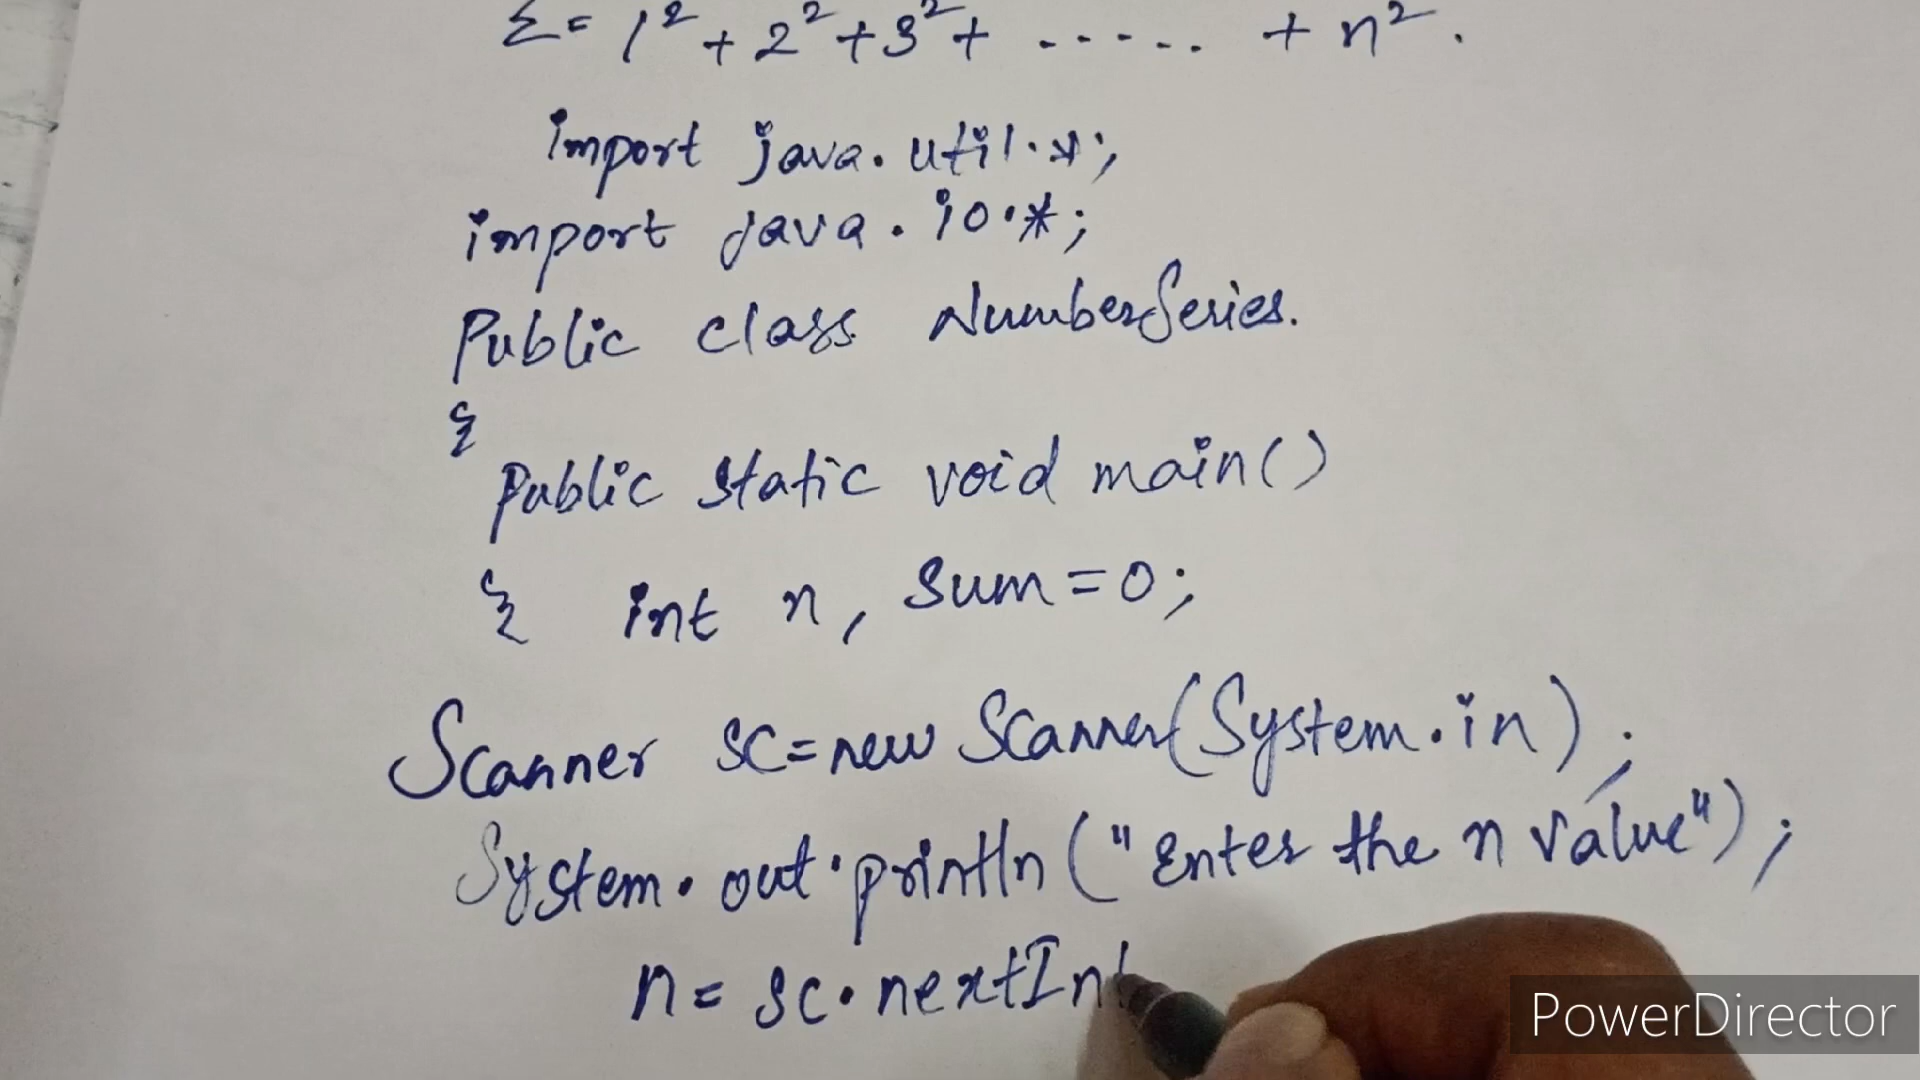 Σ = 1² + 2² + 3² + ...... + n².
import java.util.*;
import java.io.*;
Public class NumberSeries.
{
Public static void main()
{ int n, sum=0;
Scanner sc=new Scanner(System.in);
System.out.println("Enter the n value");
n= sc.nextInt
PowerDirector